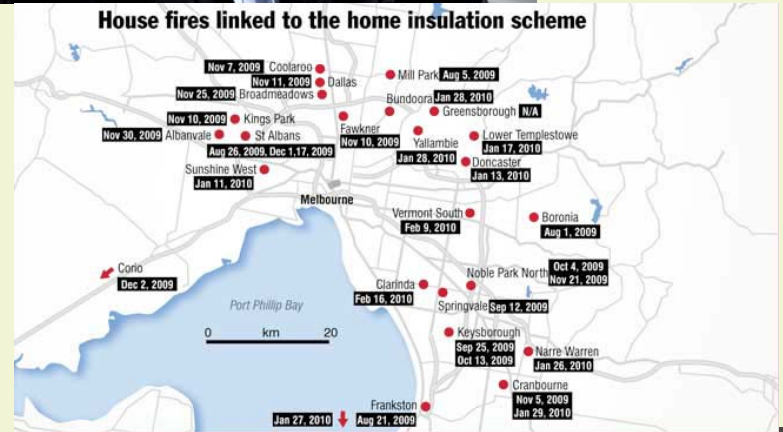 House fires linked to the home insulation scheme
Nov 7, 2009 Coolaroo
Nov 11, 2009 Dallas
Nov 25, 2009 Broadmeadows
Mill Park Aug 5, 2009
Bundoora Jan 28, 2010
Greensborough N/A
Nov 10, 2009 Kings Park
Nov 30, 2009 Albanvale
St Albans
Aug 26, 2009, Dec 1,17, 2009
Fawkner
Nov 10, 2009
Yallambie
Jan 28, 2010
Lower Templestowe
Jan 17, 2010
Doncaster
Jan 13, 2010
Sunshine West
Jan 11, 2010
Melbourne
Vermont South
Feb 9, 2010
Boronia
Aug 1, 2009
Corio
Dec 2, 2009
Noble Park North
Oct 4, 2009
Nov 21, 2009
Clarinda
Feb 16, 2010
Springvale Sep 12, 2009
Port Phillip Bay
0 km 20
Keysborough
Sep 25, 2009
Oct 13, 2009
Narre Warren
Jan 26, 2010
Cranbourne
Nov 5, 2009
Jan 29, 2010
Frankston
Aug 21, 2009
Jan 27, 2010